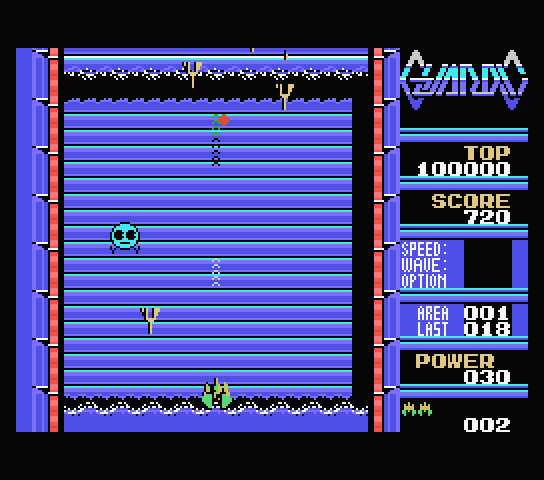 GUARDIC
TOP
100000
SCORE
720
SPEED:
WAVE:
OPTION
AREA 001
LAST 018
POWER
030
002